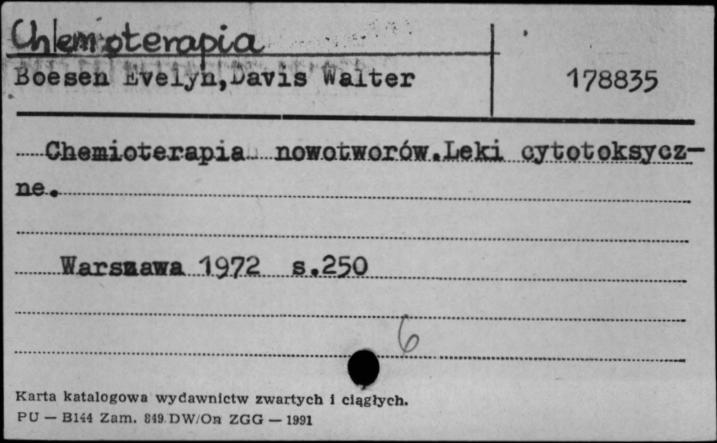 Chemioterapia
Boesen Evelyn,Davis Walter 178835
Chemioterapia nowotworów.Leki cytotoksycz-
ne.
Warszawa 1972 s.250
6
Karta katalogowa wydawnictw zwartych i ciągłych.
PU — B144 Zam. 849 DW/On ZGG — 1991